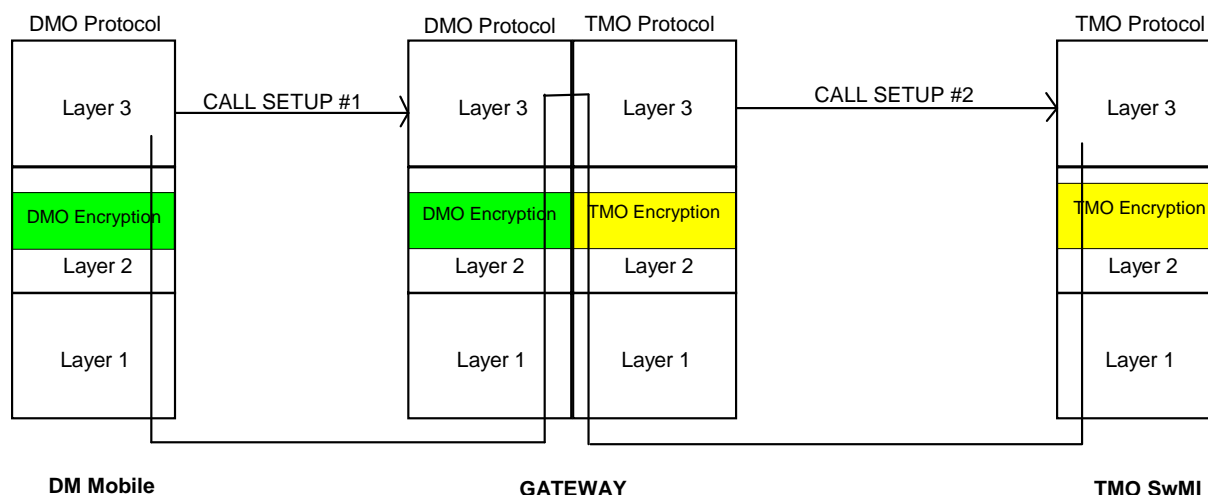 DMO Protocol
DMO Protocol
TMO Protocol
TMO Protocol
Layer 3
CALL SETUP #1
Layer 3
Layer 3
CALL SETUP #2
Layer 3
DMO Encryption
DMO Encryption
TMO Encryption
TMO Encryption
Layer 2
Layer 2
Layer 2
Layer 2
Layer 1
Layer 1
Layer 1
Layer 1
DM Mobile
GATEWAY
TMO SwMI